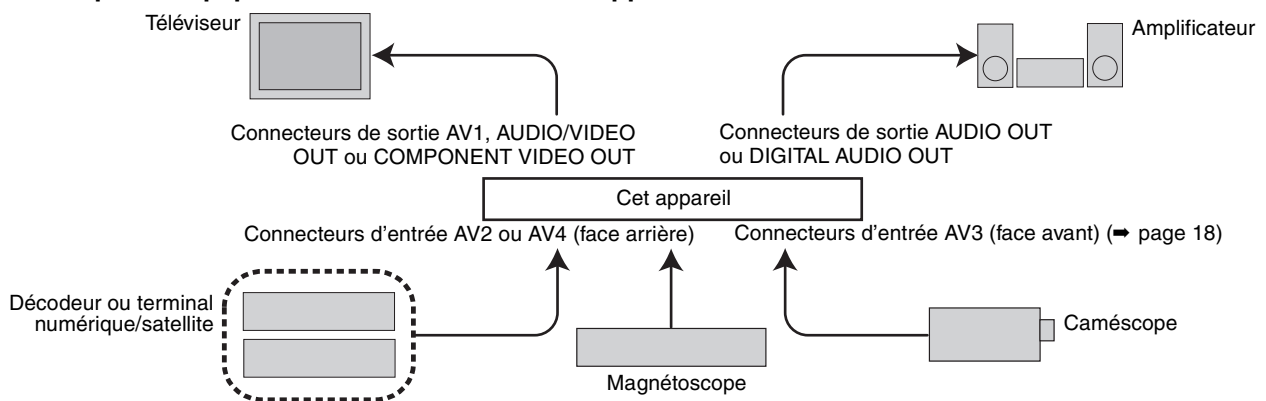 Téléviseur
Amplificateur
Connecteurs de sortie AV1, AUDIO/VIDEO
OUT ou COMPONENT VIDEO OUT
Connecteurs de sortie AUDIO OUT
ou DIGITAL AUDIO OUT
Cet appareil
Connecteurs d'entrée AV2 ou AV4 (face arrière)
Connecteurs d'entrée AV3 (face avant) (➡ page 18)
Décodeur ou terminal
numérique/satellite
Magnétoscope
Caméscope